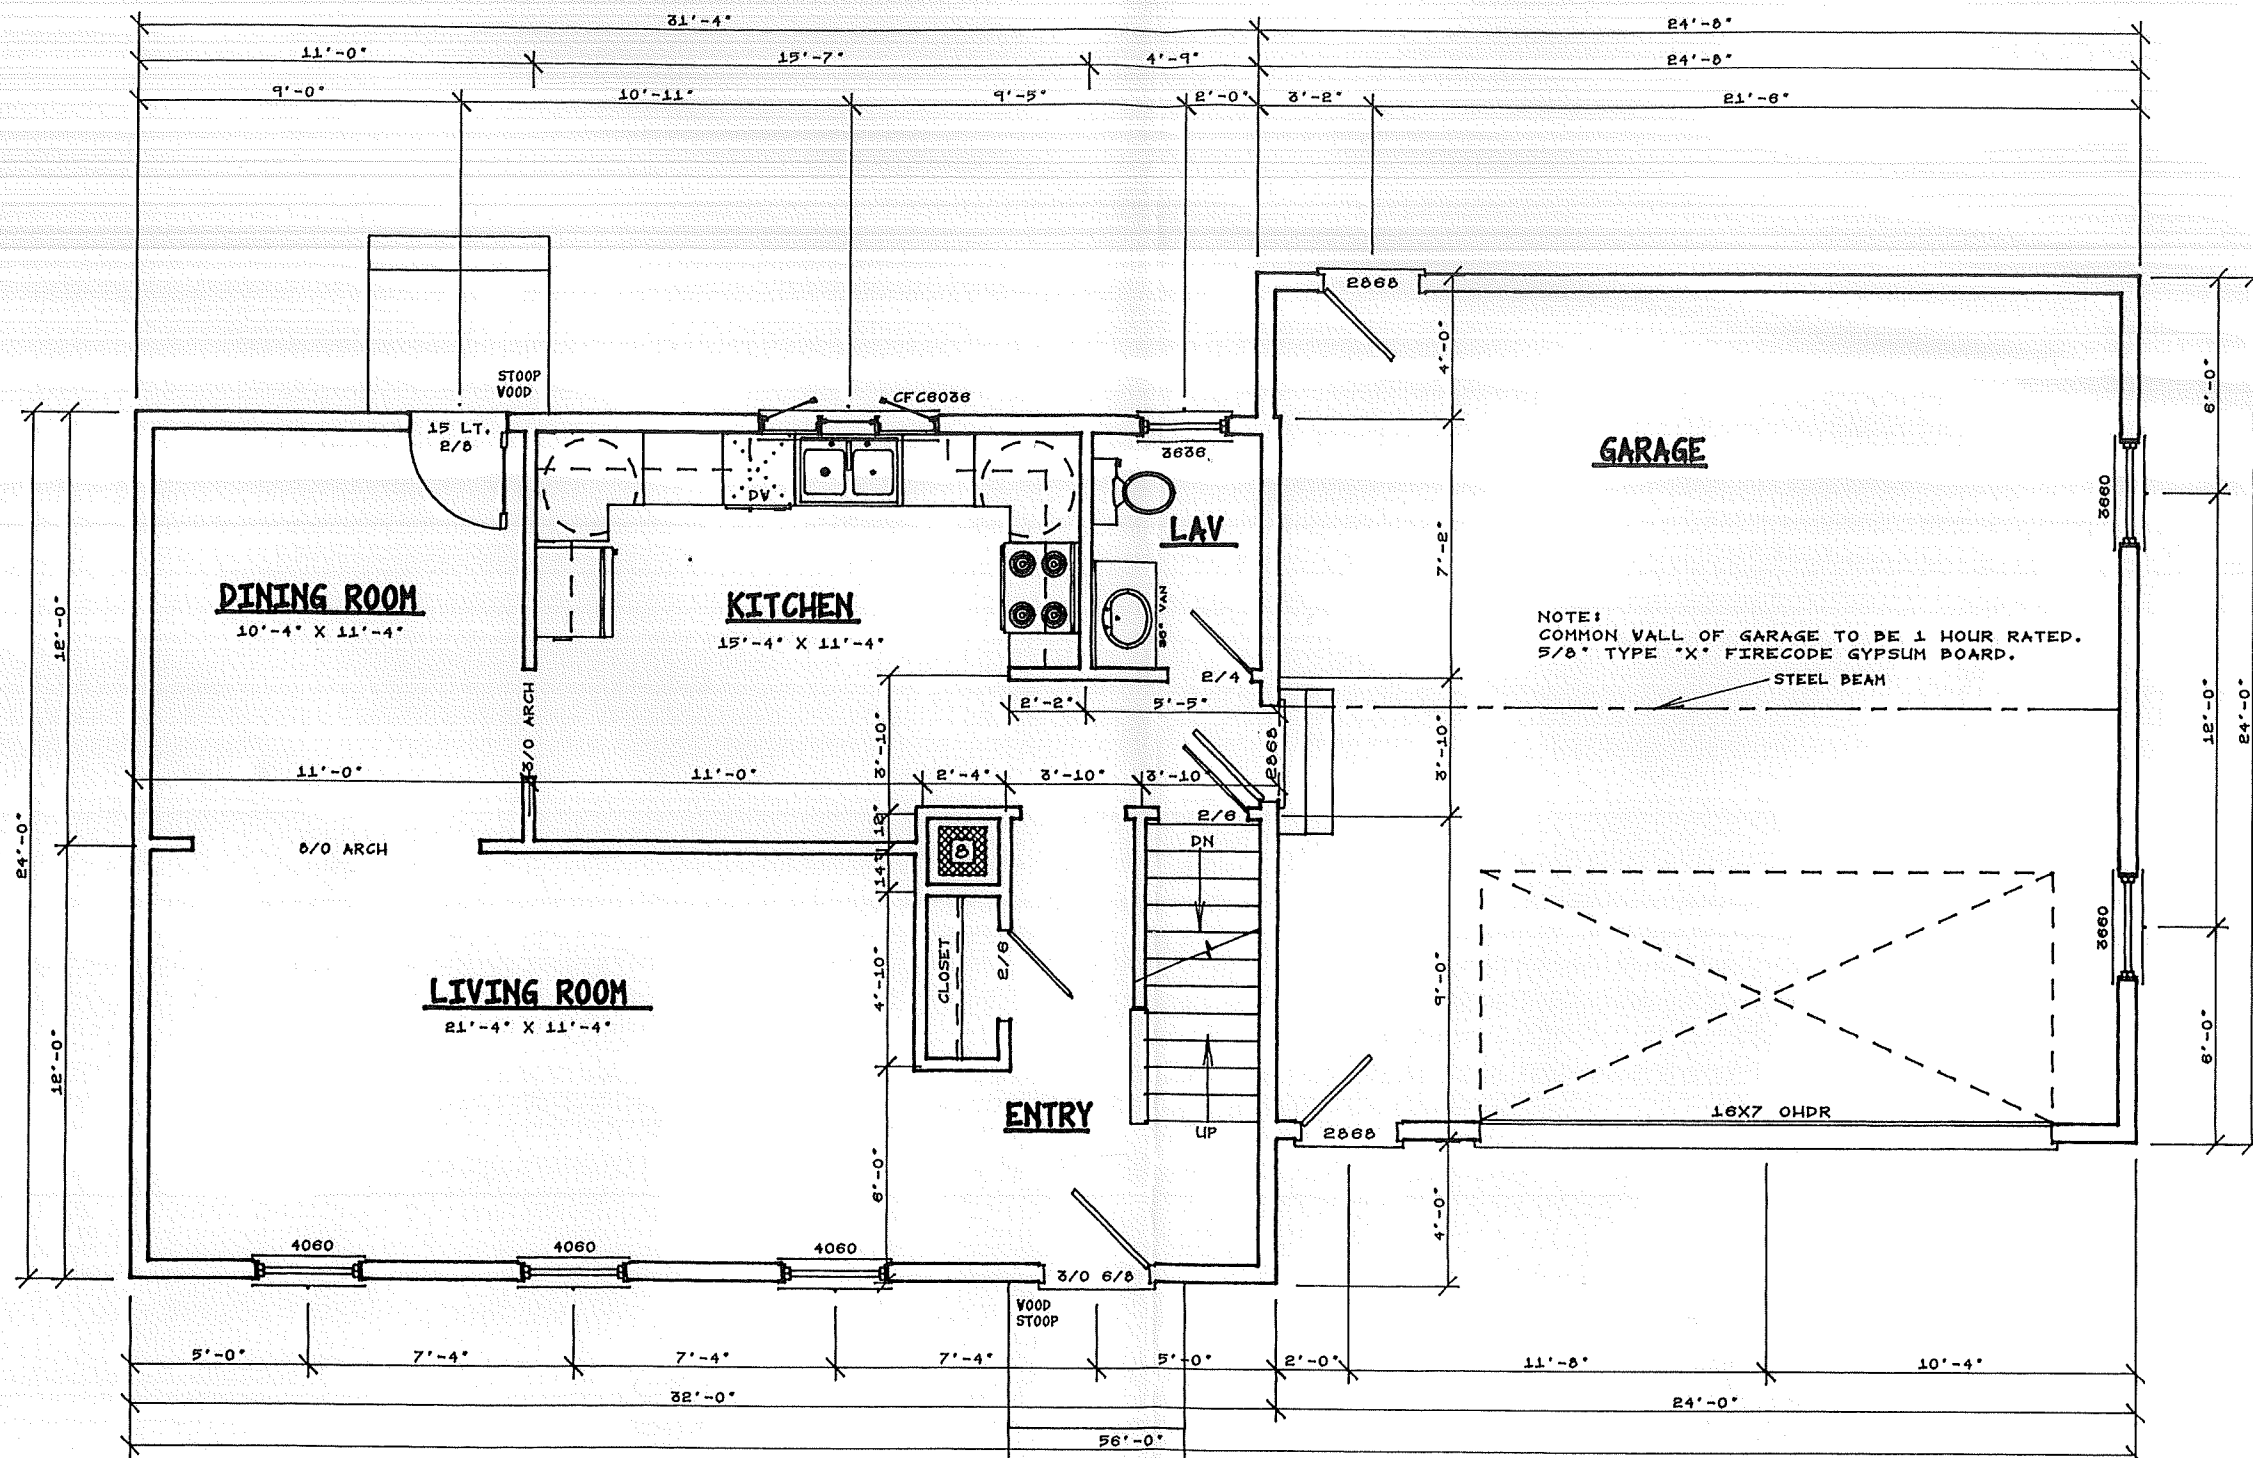 31'-4"
24'-8"
11'-0"
15'-7"
4'-9"
24'-8"
9'-0"
10'-11"
9'-5"
2'-0"
3'-2"
21'-6"
2868
4'-0"
6'-0"
STOOP
WOOD
CFC6036
15 LT.
2/8
3636
GARAGE
DW
3660
LAV
7'-2"
DINING ROOM
10'-4" X 11'-4"
KITCHEN
15'-4" X 11'-4"
36" VAN
12'-0"
NOTE:
COMMON WALL OF GARAGE TO BE 1 HOUR RATED.
5/8" TYPE "X" FIRECODE GYPSUM BOARD.
STEEL BEAM
2/4
2'-2"
5'-5"
3/0 ARCH
3'-10"
2868
3'-10"
12'-0"
24'-0"
11'-0"
11'-0"
2'-4"
3'-10"
3'-10"
2/6
12"
24'-0"
8/0 ARCH
8
DN
14"
CLOSET
2/6
4'-10"
3660
9'-0"
LIVING ROOM
21'-4" X 11'-4"
12'-0"
6'-0"
ENTRY
UP
16X7 OHDR
2868
6'-0"
4'-0"
4060
4060
4060
3/0 6/8
WOOD
STOOP
5'-0"
7'-4"
7'-4"
7'-4"
5'-0"
2'-0"
11'-8"
10'-4"
32'-0"
24'-0"
56'-0"